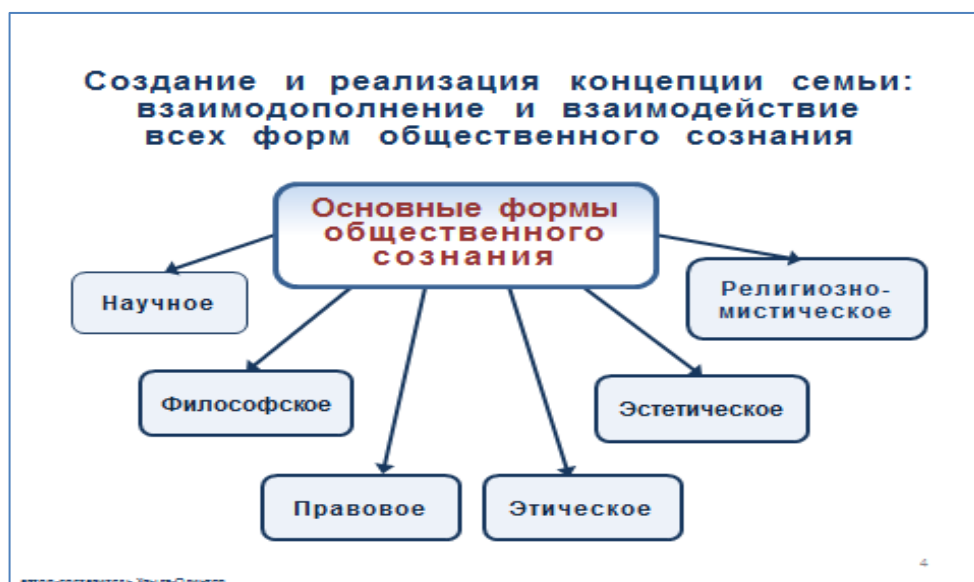 Создание и реализация концепции семьи:
взаимодополнение и взаимодействие
всех форм общественного сознания
Основные формы
общественного
сознания
Научное
Религиозно-
мистическое
Философское
Эстетическое
Правовое
Этическое
4